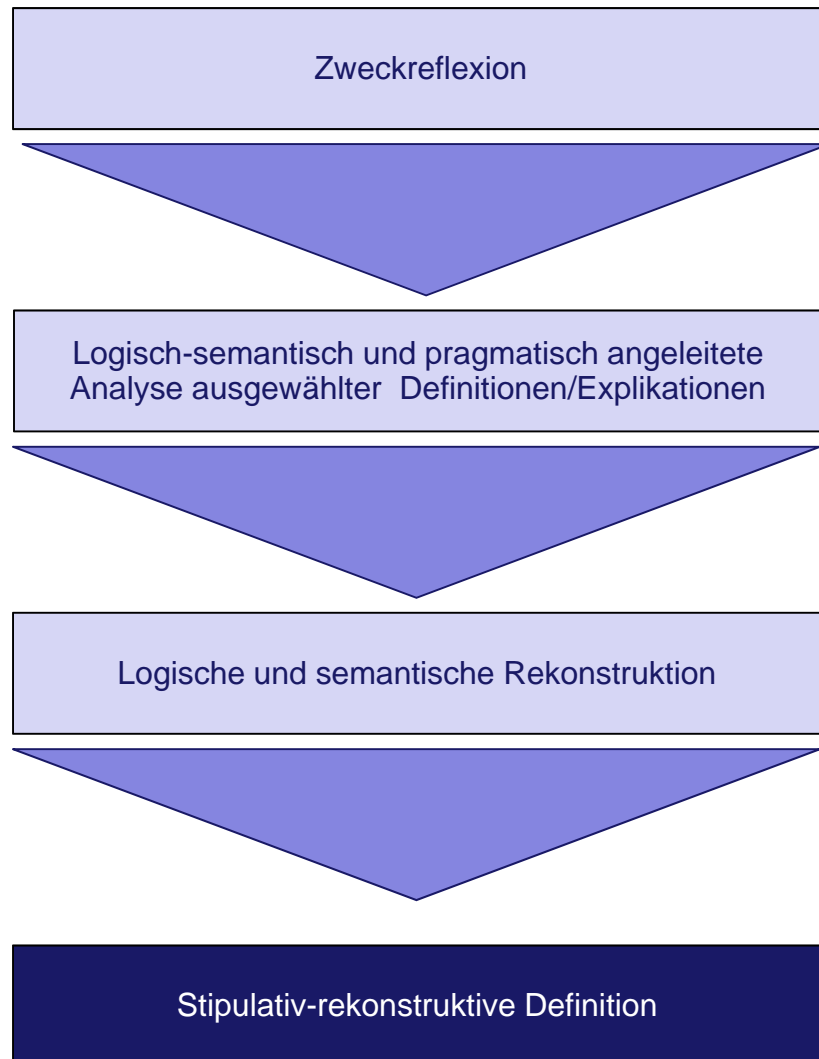 Zweckreflexion
Logisch-semantisch und pragmatisch angeleitete
Analyse ausgewählter Definitionen/Explikationen
Logische und semantische Rekonstruktion
Stipulativ-rekonstruktive Definition